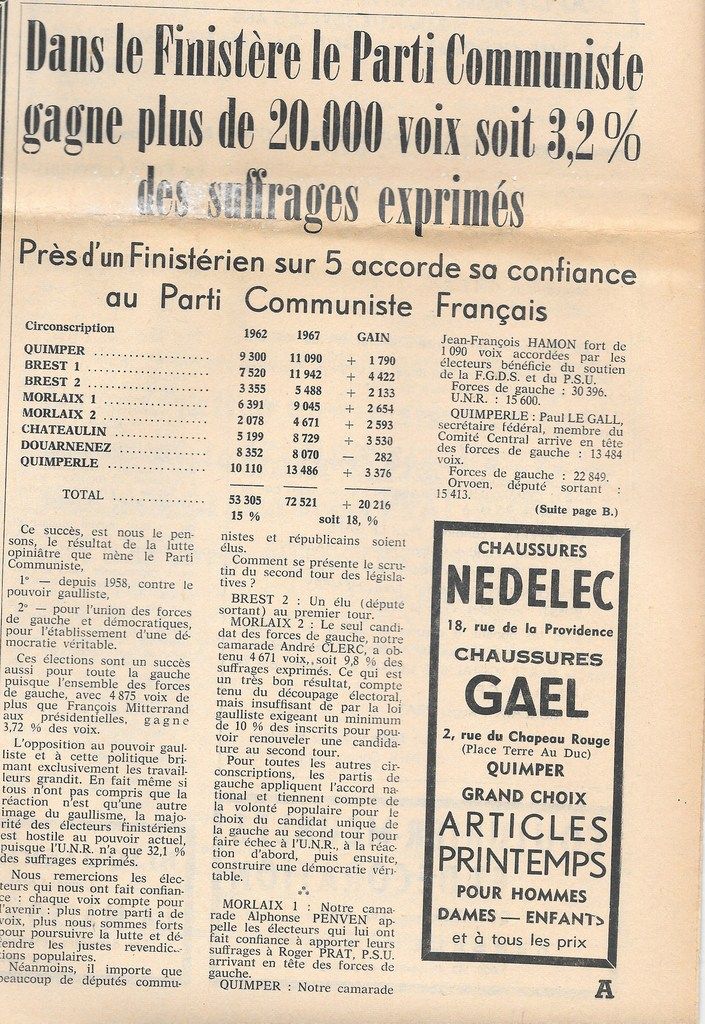 Dans le Finistère le Parti Communiste
gagne plus de 20.000 voix soit 3,2 %
des suffrages exprimés
Près d'un Finistérien sur 5 accorde sa confiance
au Parti Communiste Français
Circonscription 1962 1967 GAIN
QUIMPER .................... 9 300 11 090 + 1 790
BREST 1 .................... 7 520 11 942 + 4 422
BREST 2 .................... 3 355 5 488 + 2 133
MORLAIX 1 .................... 6 391 9 045 + 2 654
MORLAIX 2 .................... 2 078 4 671 + 2 593
CHATEAULIN .................... 5 199 8 729 + 3 530
DOUARNENEZ .................... 8 352 8 070 — 282
QUIMPERLE .................... 10 110 13 486 + 3 376
TOTAL .................... 53 305 72 521 + 20 216
15 % soit 18, %
Ce succès, est nous le pen-
sons, le résultat de la lutte
opiniâtre que mène le Parti
Communiste,
1° — depuis 1958, contre le
pouvoir gaulliste,
2° — pour l'union des forces
de gauche et démocratiques,
pour l'établissement d'une dé-
mocratie véritable.
Ces élections sont un succès
aussi pour toute la gauche
puisque l'ensemble des forces
de gauche, avec 4 875 voix de
plus que François Mitterrand
aux présidentielles, gagne
3,72 % des voix.
L'opposition au pouvoir gaul-
liste et à cette politique bri-
mant exclusivement les travail-
leurs grandit. En fait même si
tous n'ont pas compris que la
réaction n'est qu'une autre
image du gaullisme, la majo-
rité des électeurs finistériens
est hostile au pouvoir actuel,
puisque l'U.N.R. n'a que 32,1 %
des suffrages exprimés.
Nous remercions les élec-
teurs qui nous ont fait confian-
ce : chaque voix compte pour
l'avenir : plus notre parti a de
voix, plus nous sommes forts
pour poursuivre la lutte et dé-
fendre les justes revendic..
tions populaires.
Néanmoins, il importe que
beaucoup de députés commu-
nistes et républicains soient
élus.
Comment se présente le scru-
tin du second tour des législa-
tives ?
BREST 2 : Un élu (député
sortant) au premier tour.
MORLAIX 2 : Le seul candi-
dat des forces de gauche, notre
camarade André CLERC, a ob-
tenu 4 671 voix, soit 9,8 % des
suffrages exprimés. Ce qui est
un très bon résultat, compte
tenu du découpage électoral,
mais insuffisant de par la loi
gaulliste exigeant un minimum
de 10 % des inscrits pour pou-
voir renouveler une candida-
ture au second tour.
Pour toutes les autres cir-
conscriptions, les partis de
gauche appliquent l'accord na-
tional et tiennent compte de
la volonté populaire pour le
choix du candidat unique de
la gauche au second tour pour
faire échec à l'U.N.R., à la réac-
tion d'abord, puis ensuite,
construire une démocratie véri-
table.
MORLAIX 1 : Notre cama-
rade Alphonse PENVEN ap-
pelle les électeurs qui lui ont
fait confiance à apporter leurs
suffrages à Roger PRAT, P.S.U.
arrivant en tête des forces de
gauche.
QUIMPER : Notre camarade
Jean-François HAMON fort de
11 090 voix accordées par les
électeurs bénéficie du soutien
de la F.G.D.S. et du P.S.U.
Forces de gauche : 30 396.
U.N.R. : 15 600.
QUIMPERLE : Paul LE GALL,
secrétaire fédéral, membre du
Comité Central arrive en tête
des forces de gauche : 13 484
voix.
Forces de gauche : 22 849.
Orvoen, député sortant :
15 413.
(Suite page B.)
CHAUSSURES
NEDELEC
18, rue de la Providence
CHAUSSURES
GAEL
2, rue du Chapeau Rouge
(Place Terre Au Duc)
QUIMPER
GRAND CHOIX
ARTICLES
PRINTEMPS
POUR HOMMES
DAMES — ENFANTS
et à tous les prix
A